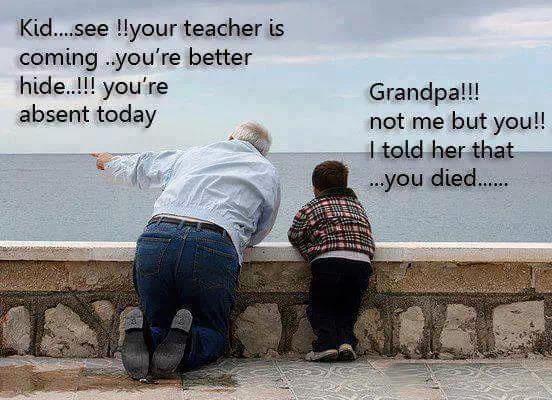 Kid....see !!your teacher is
coming ..you're better
hide..!!! you're
absent today
Grandpa!!!
not me but you!!
I told her that
...you died......